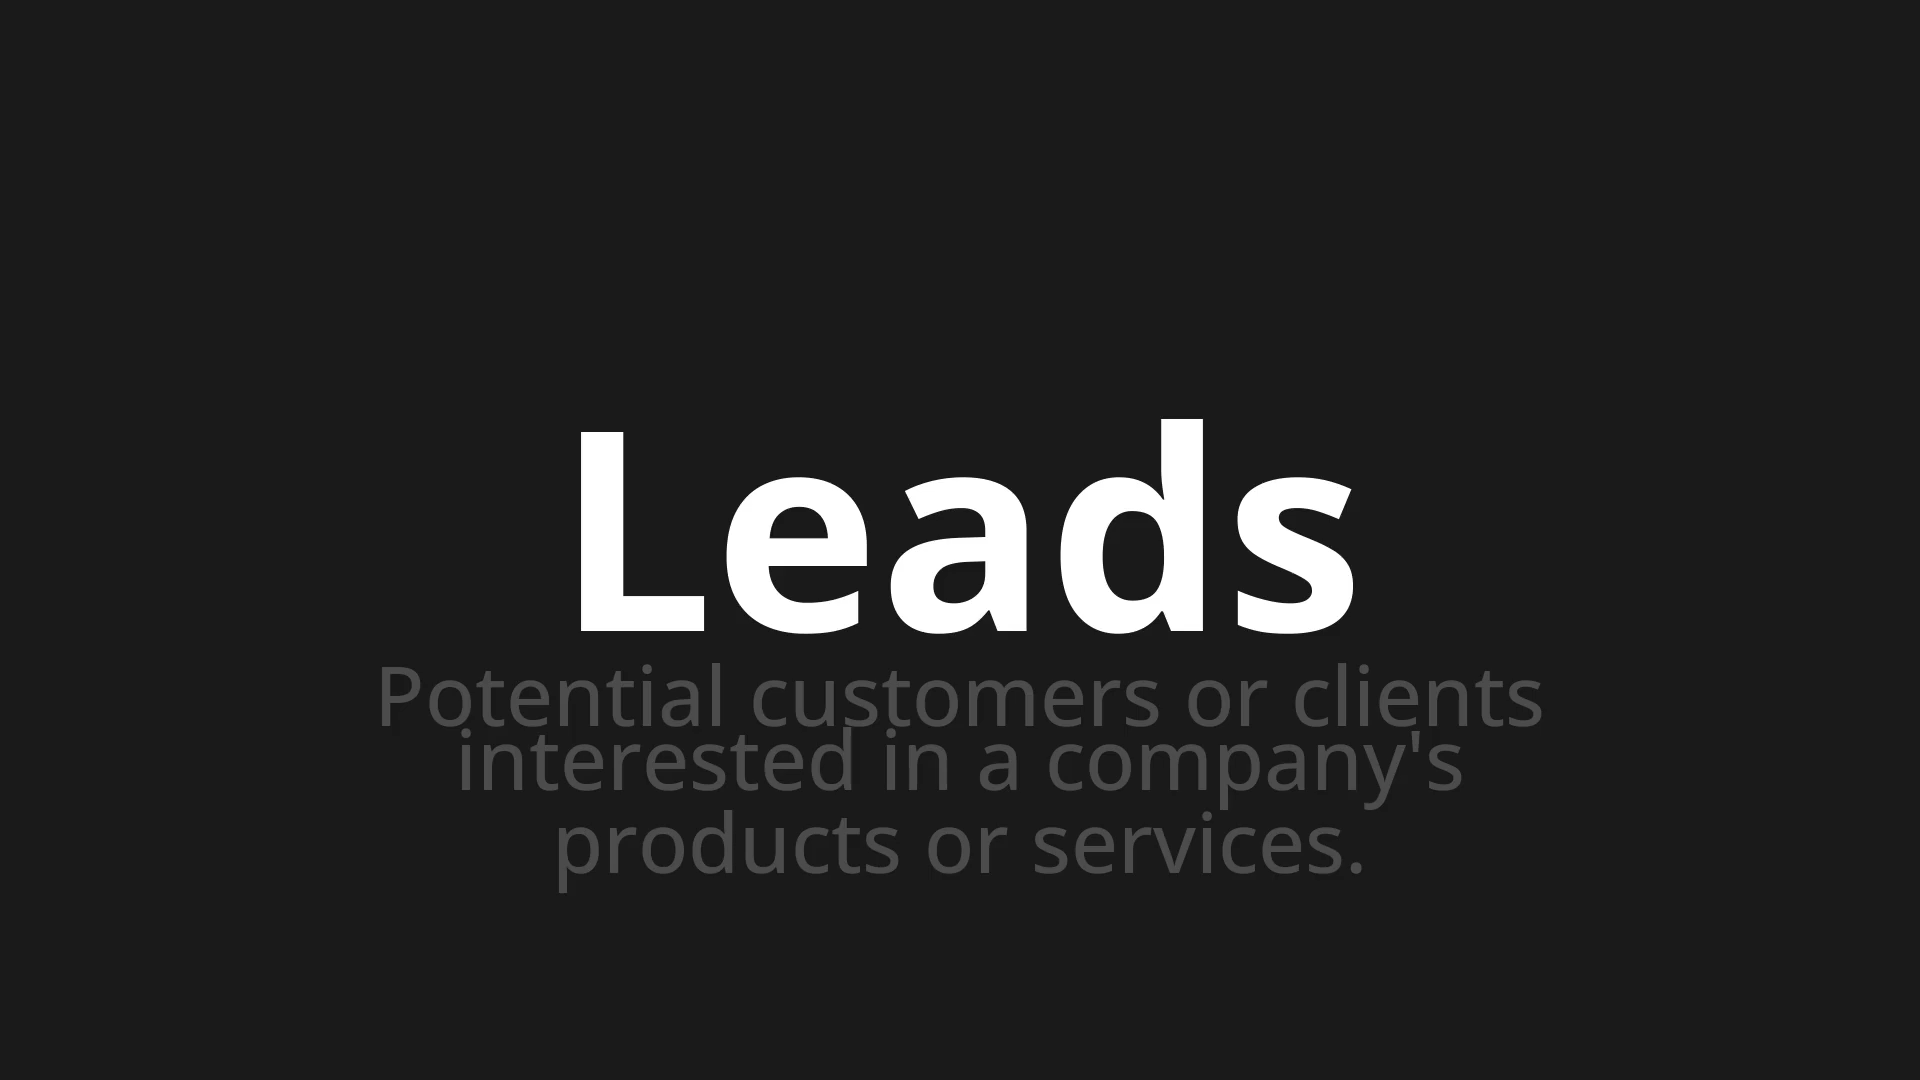 Leads
Potential customers or clients
interested in a company's
products or services.